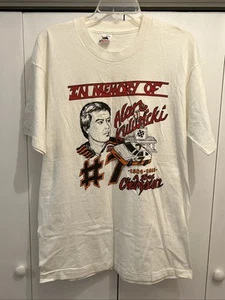 IN MEMORY OF
Alan
Kulwicki
#7
Champion